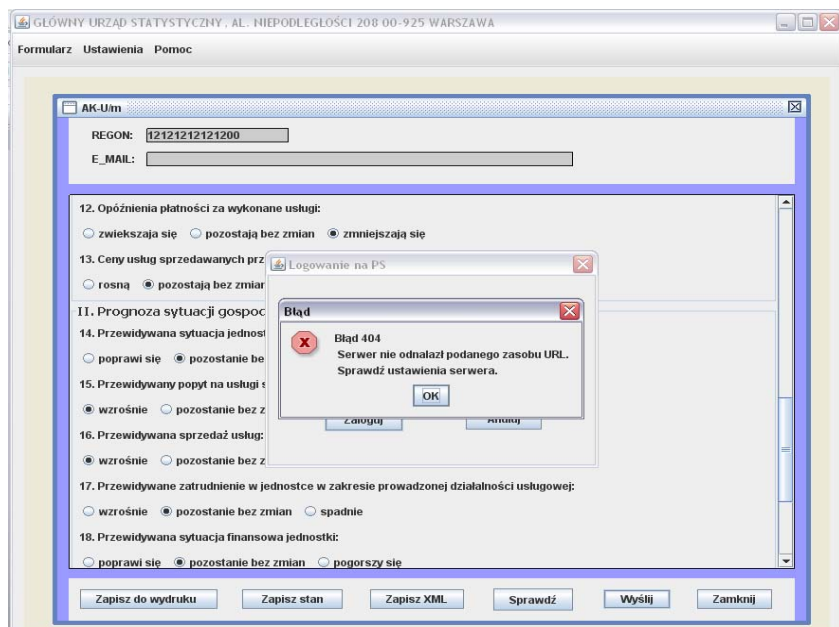 GŁÓWNY URZĄD STATYSTYCZNY , AL. NIEPODLEGŁOŚCI 208 00-925 WARSZAWA
Formularz Ustawienia Pomoc
AK-U/m
REGON: 12121212121200
E_MAIL:
12. Opóźnienia płatności za wykonane usługi:
zwiekszaja się pozostają bez zmian zmniejszają się
13. Ceny usług sprzedawanych prz
rosną pozostają bez zmian
II. Prognoza sytuacji gospoc
14. Przewidywana sytuacja jednost
poprawi się pozostanie be
15. Przewidywany popyt na usługi s
wzrośnie pozostanie bez z
16. Przewidywana sprzedaż usług:
wzrośnie pozostanie bez z
17. Przewidywane zatrudnienie w jednostce w zakresie prowadzonej działalności usługowej:
wzrośnie pozostanie bez zmian spadnie
18. Przewidywana sytuacja finansowa jednostki:
poprawi się pozostanie bez zmian pogorszy się
Logowanie na PS
Błąd
Błąd 404
Serwer nie odnalazł podanego zasobu URL.
Sprawdź ustawienia serwera.
OK
Zaloguj Anuluj
Zapisz do wydruku Zapisz stan Zapisz XML Sprawdź Wyślij Zamknij